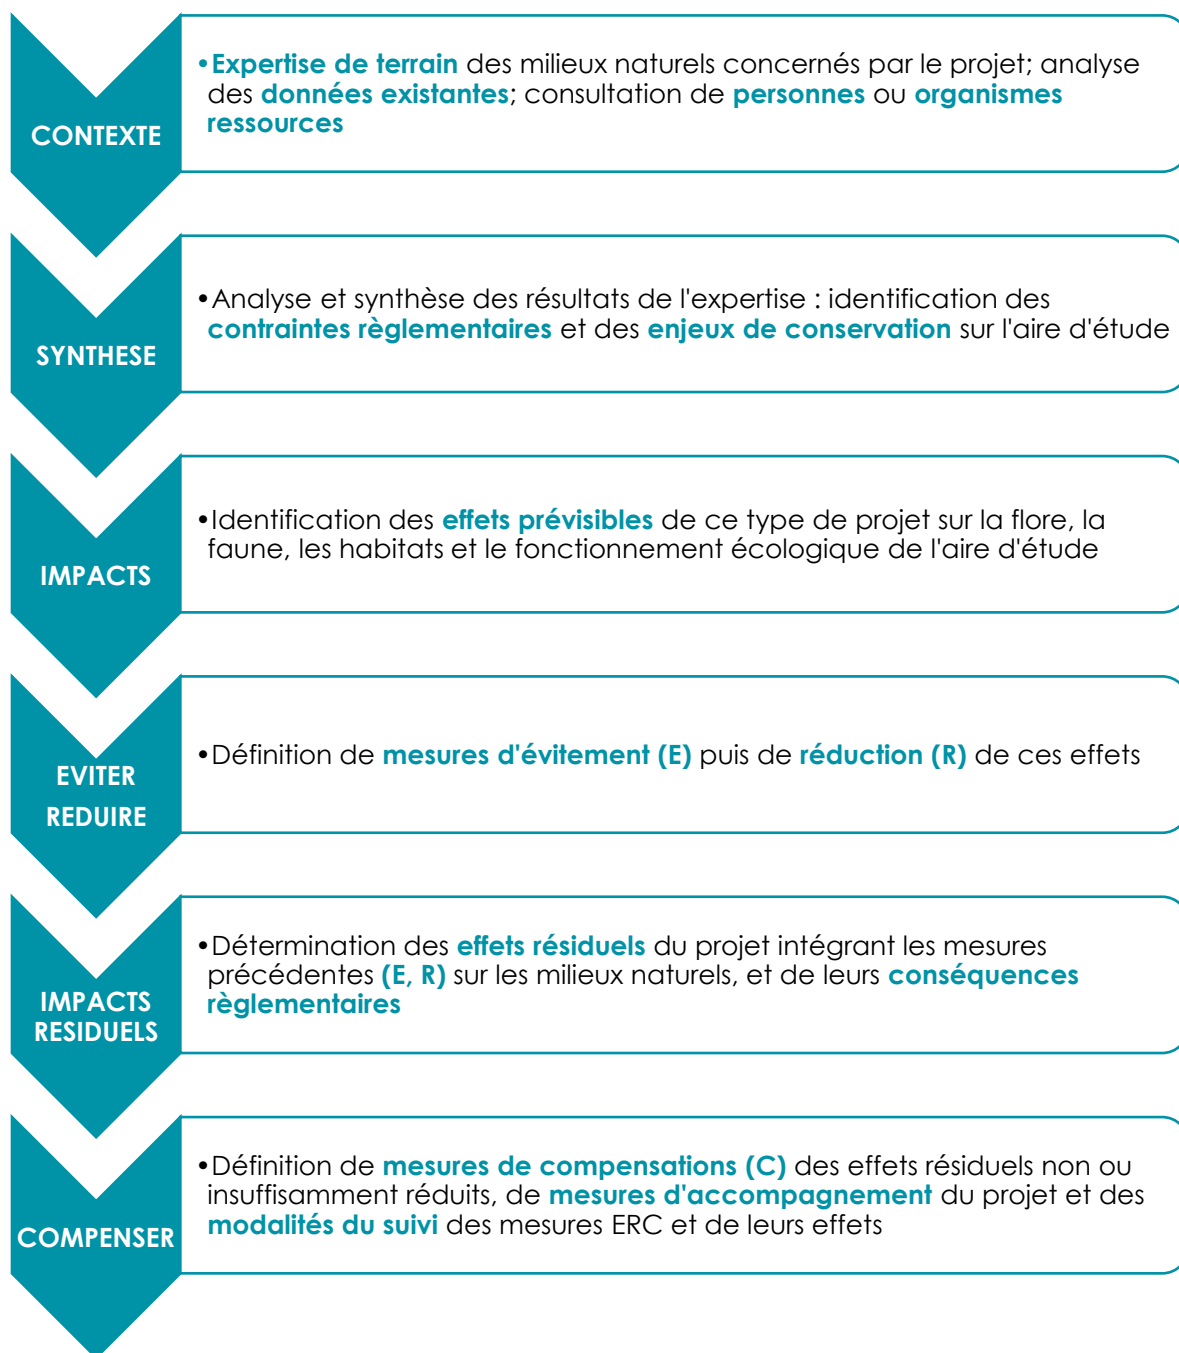 CONTEXTE
•Expertise de terrain des milieux naturels concernés par le projet; analyse
des données existantes; consultation de personnes ou organismes
ressources
SYNTHESE
•Analyse et synthèse des résultats de l'expertise : identification des
contraintes règlementaires et des enjeux de conservation sur l'aire d'étude
IMPACTS
•Identification des effets prévisibles de ce type de projet sur la flore, la
faune, les habitats et le fonctionnement écologique de l'aire d'étude
EVITER
REDUIRE
•Définition de mesures d'évitement (E) puis de réduction (R) de ces effets
IMPACTS
RESIDUELS
•Détermination des effets résiduels du projet intégrant les mesures
précédentes (E, R) sur les milieux naturels, et de leurs conséquences
règlementaires
COMPENSER
•Définition de mesures de compensations (C) des effets résiduels non ou
insuffisamment réduits, de mesures d'accompagnement du projet et des
modalités du suivi des mesures ERC et de leurs effets